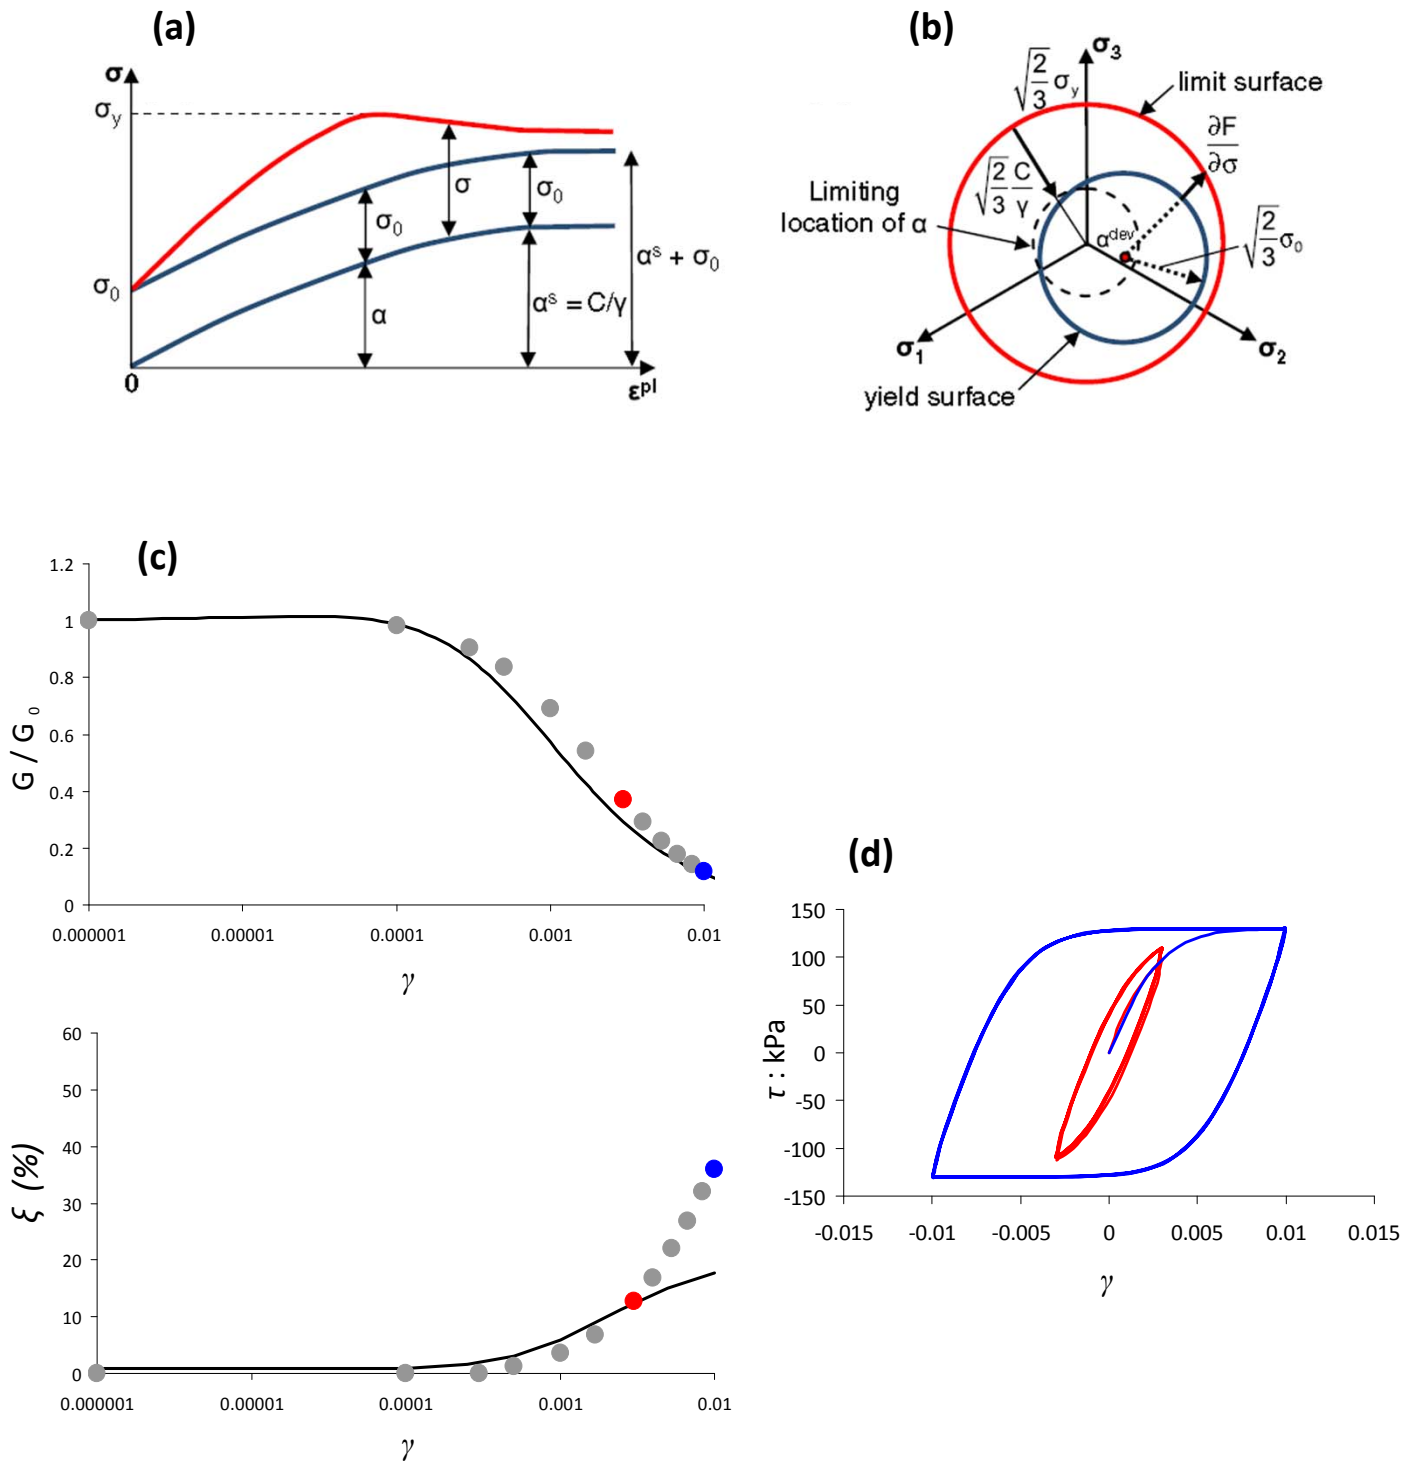 (a)
σ
σy
σ0
0
σ0
α
σ
σ0
αˢ = C/γ
αˢ + σ0
εᵖˡ
(b)
σ3
√2/3 σy
limit surface
∂F/∂σ
√2/3 C/γ
Limiting
location of α
αᵈᵉᵛ
√2/3 σ0
σ1
σ2
yield surface
(c)
G / G 0
1.2
1
0.8
0.6
0.4
0.2
0
0.000001 0.00001 0.0001 0.001 0.01
γ
ξ (%)
60
50
40
30
20
10
0
0.000001 0.00001 0.0001 0.001 0.01
γ
(d)
τ : kPa
150
100
50
0
-50
-100
-150
-0.015 -0.01 -0.005 0 0.005 0.01 0.015
γ